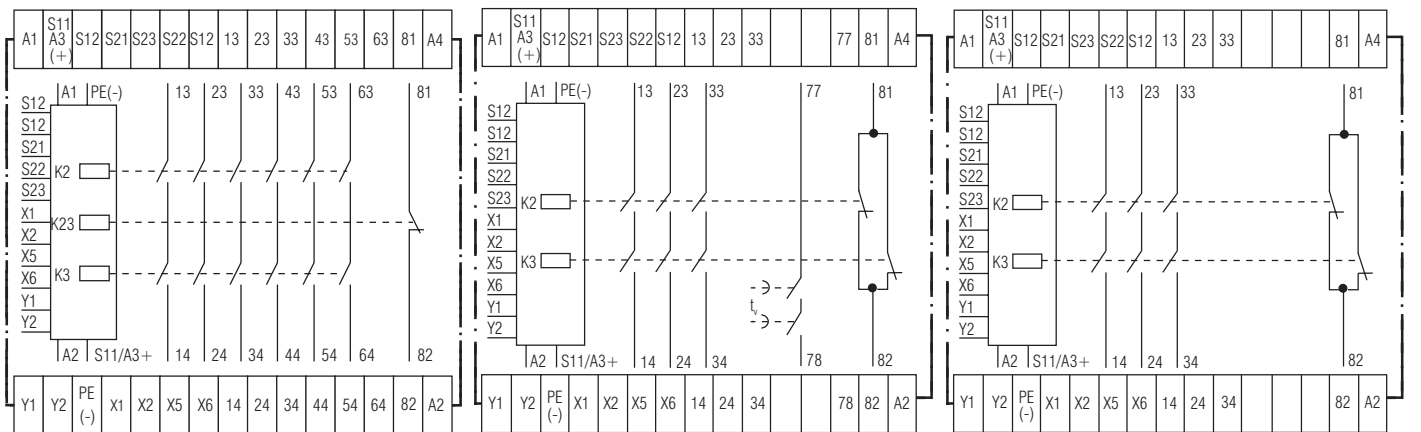 A1 S11 A3 (+) S12 S21 S23 S22 S12 13 23 33 43 53 63 81 A4
A1 PE(-) 13 23 33 43 53 63 81
S12
S12
S21
S22
S23
X1
X2
X5
X6
Y1
Y2
K2
K23
K3
A2 S11/A3+ 14 24 34 44 54 64 82
Y1 Y2 PE (-) X1 X2 X5 X6 14 24 34 44 54 64 82 A2
A1 S11 A3 (+) S12 S21 S23 S22 S12 13 23 33 77 81 A4
A1 PE(-) 13 23 33 77 81
S12
S12
S21
S22
S23
X1
X2
X5
X6
Y1
Y2
K2
K3
tv
A2 S11/A3+ 14 24 34 78 82
Y1 Y2 PE (-) X1 X2 X5 X6 14 24 34 78 82 A2
A1 S11 A3 (+) S12 S21 S23 S22 S12 13 23 33 81 A4
A1 PE(-) 13 23 33 81
S12
S12
S21
S22
S23
X1
X2
X5
X6
Y1
Y2
K2
K3
A2 S11/A3+ 14 24 34 82
Y1 Y2 PE (-) X1 X2 X5 X6 14 24 34 82 A2